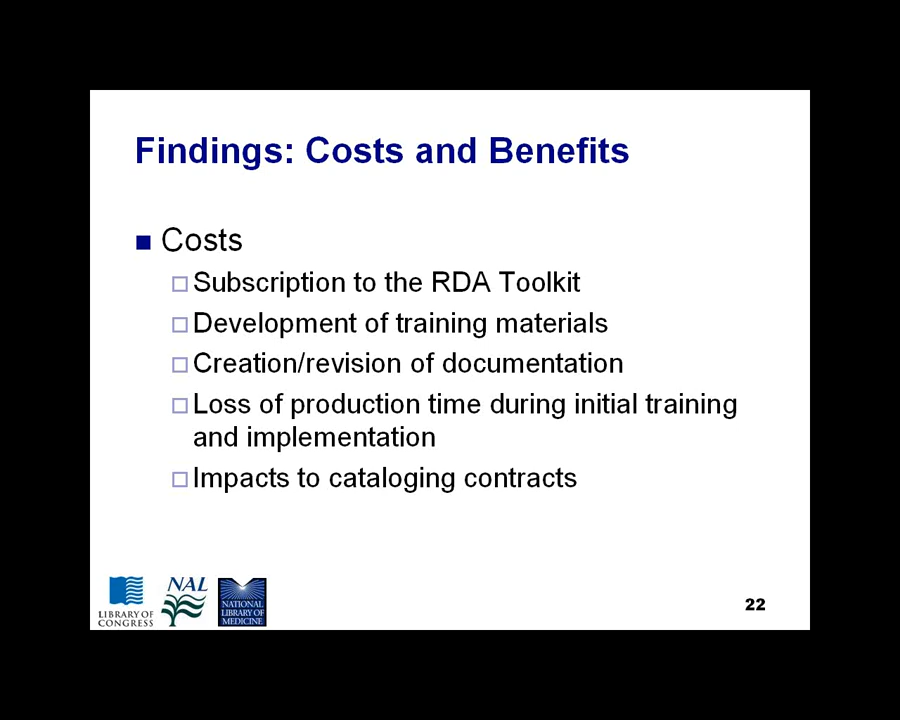 Findings: Costs and Benefits
Costs
Subscription to the RDA Toolkit
Development of training materials
Creation/revision of documentation
Loss of production time during initial training
and implementation
Impacts to cataloging contracts
LIBRARY OF
CONGRESS
NAL
NATIONAL
LIBRARY OF
MEDICINE
22